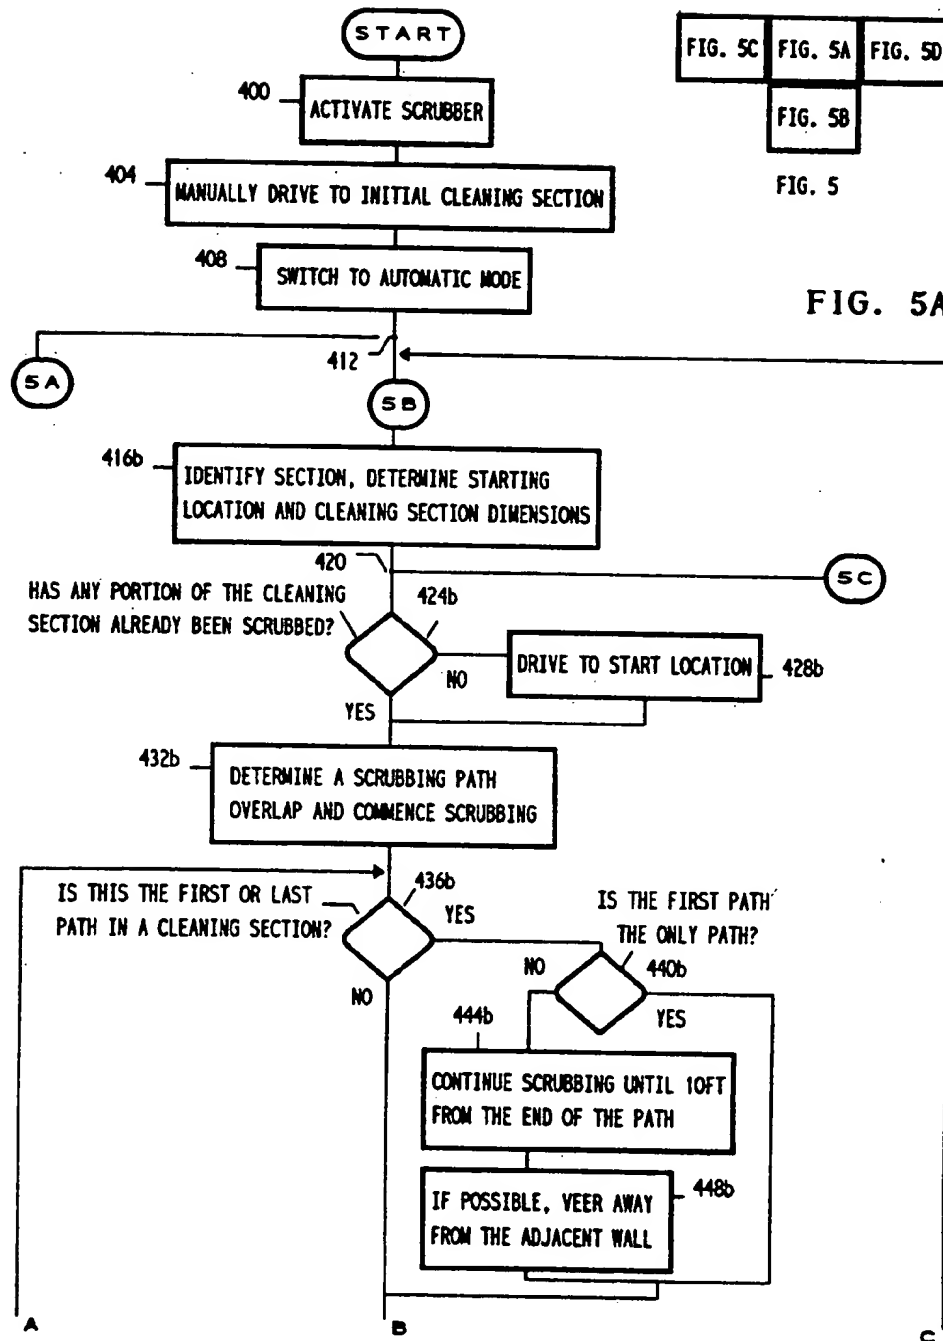 START
FIG. 5C
FIG. 5A
FIG. 5D
FIG. 5B
FIG. 5
400
ACTIVATE SCRUBBER
404
MANUALLY DRIVE TO INITIAL CLEANING SECTION
408
SWITCH TO AUTOMATIC MODE
FIG. 5A
412
5A
5B
416b
IDENTIFY SECTION, DETERMINE STARTING
LOCATION AND CLEANING SECTION DIMENSIONS
420
5C
HAS ANY PORTION OF THE CLEANING
SECTION ALREADY BEEN SCRUBBED?
424b
NO
DRIVE TO START LOCATION
428b
YES
432b
DETERMINE A SCRUBBING PATH
OVERLAP AND COMMENCE SCRUBBING
IS THIS THE FIRST OR LAST
PATH IN A CLEANING SECTION?
436b
YES
NO
IS THE FIRST PATH
THE ONLY PATH?
440b
NO
YES
444b
CONTINUE SCRUBBING UNTIL 10FT
FROM THE END OF THE PATH
448b
IF POSSIBLE, VEER AWAY
FROM THE ADJACENT WALL
A
B
C